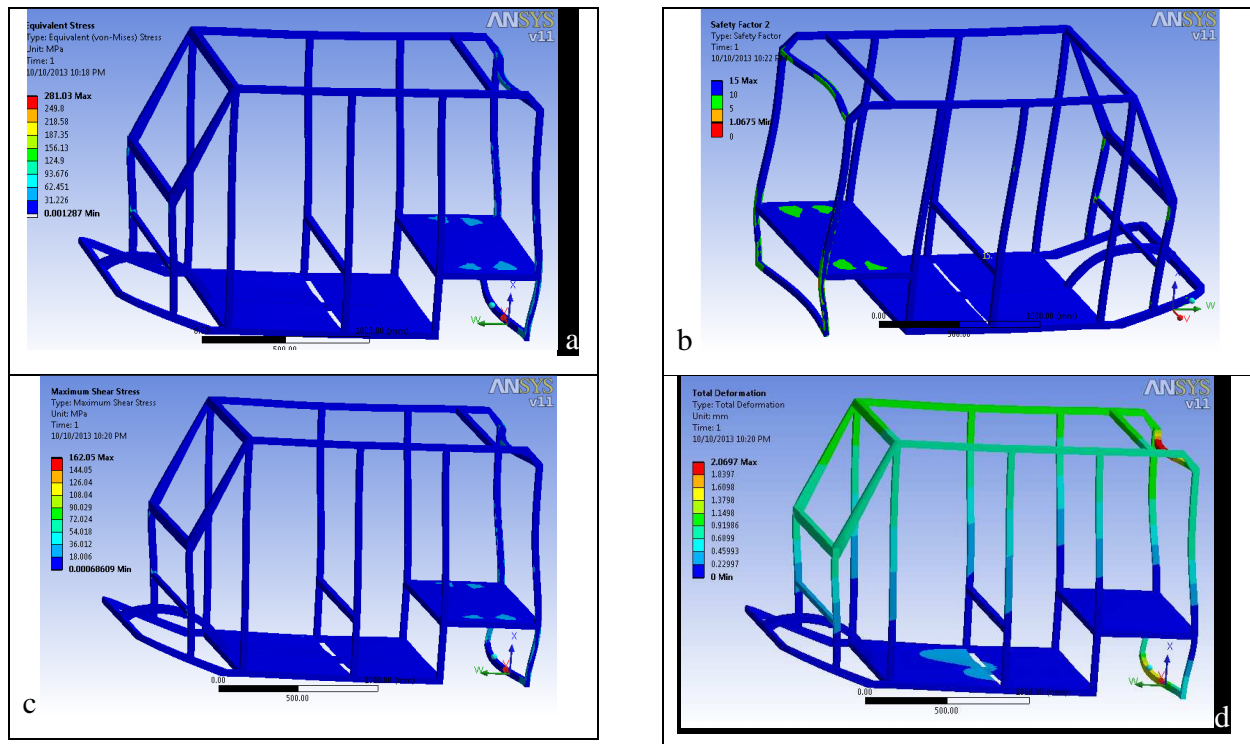 ANSYS
v11
Equivalent Stress
Type: Equivalent (von-Mises) Stress
Unit: MPa
Time: 1
10/10/2013 10:18 PM
281.03 Max
249.8
218.58
187.35
156.13
124.9
93.676
62.451
31.226
0.001287 Min
X
W
500.00
a
ANSYS
v11
Safety Factor 2
Type: Safety Factor
Time: 1
10/10/2013 10:22 PM
15 Max
10
5
1.0675 Min
0
X
W
V
0.00
1000.00 (mm)
500.00
b
ANSYS
v11
Maximum Shear Stress
Type: Maximum Shear Stress
Unit: MPa
Time: 1
10/10/2013 10:20 PM
162.05 Max
144.05
126.04
108.04
90.029
72.024
54.018
36.012
18.006
0.00068609 Min
X
W
0.00
500.00
c
ANSYS
v11
Total Deformation
Type: Total Deformation
Unit: mm
Time: 1
10/10/2013 10:20 PM
2.0697 Max
1.8397
1.6098
1.3798
1.1498
0.91986
0.6899
0.45993
0.22997
0 Min
X
W
0.00
500.00
d